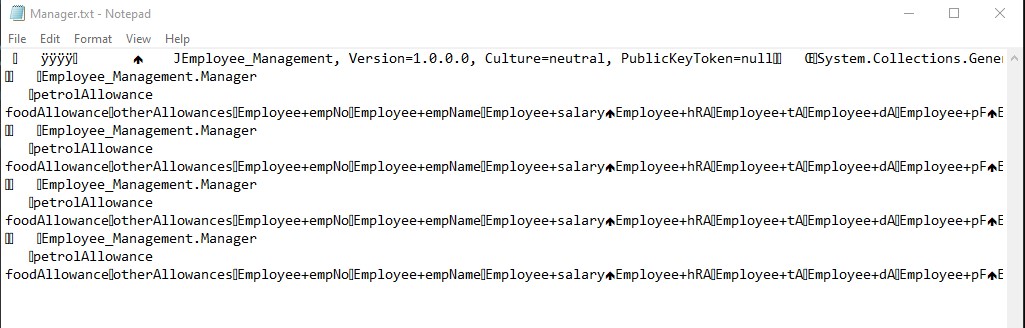 Manager.txt - Notepad
File Edit Format View Help
ÿÿÿÿ JEmployee_Management, Version=1.0.0.0, Culture=neutral, PublicKeyToken=null System.Collections.Gener
Employee_Management.Manager
petrolAllowance
foodAllowance otherAllowances Employee+empNo Employee+empName Employee+salary Employee+hRA Employee+tA Employee+dA Employee+pF E
Employee_Management.Manager
petrolAllowance
foodAllowance otherAllowances Employee+empNo Employee+empName Employee+salary Employee+hRA Employee+tA Employee+dA Employee+pF E
Employee_Management.Manager
petrolAllowance
foodAllowance otherAllowances Employee+empNo Employee+empName Employee+salary Employee+hRA Employee+tA Employee+dA Employee+pF E
Employee_Management.Manager
petrolAllowance
foodAllowance otherAllowances Employee+empNo Employee+empName Employee+salary Employee+hRA Employee+tA Employee+dA Employee+pF E